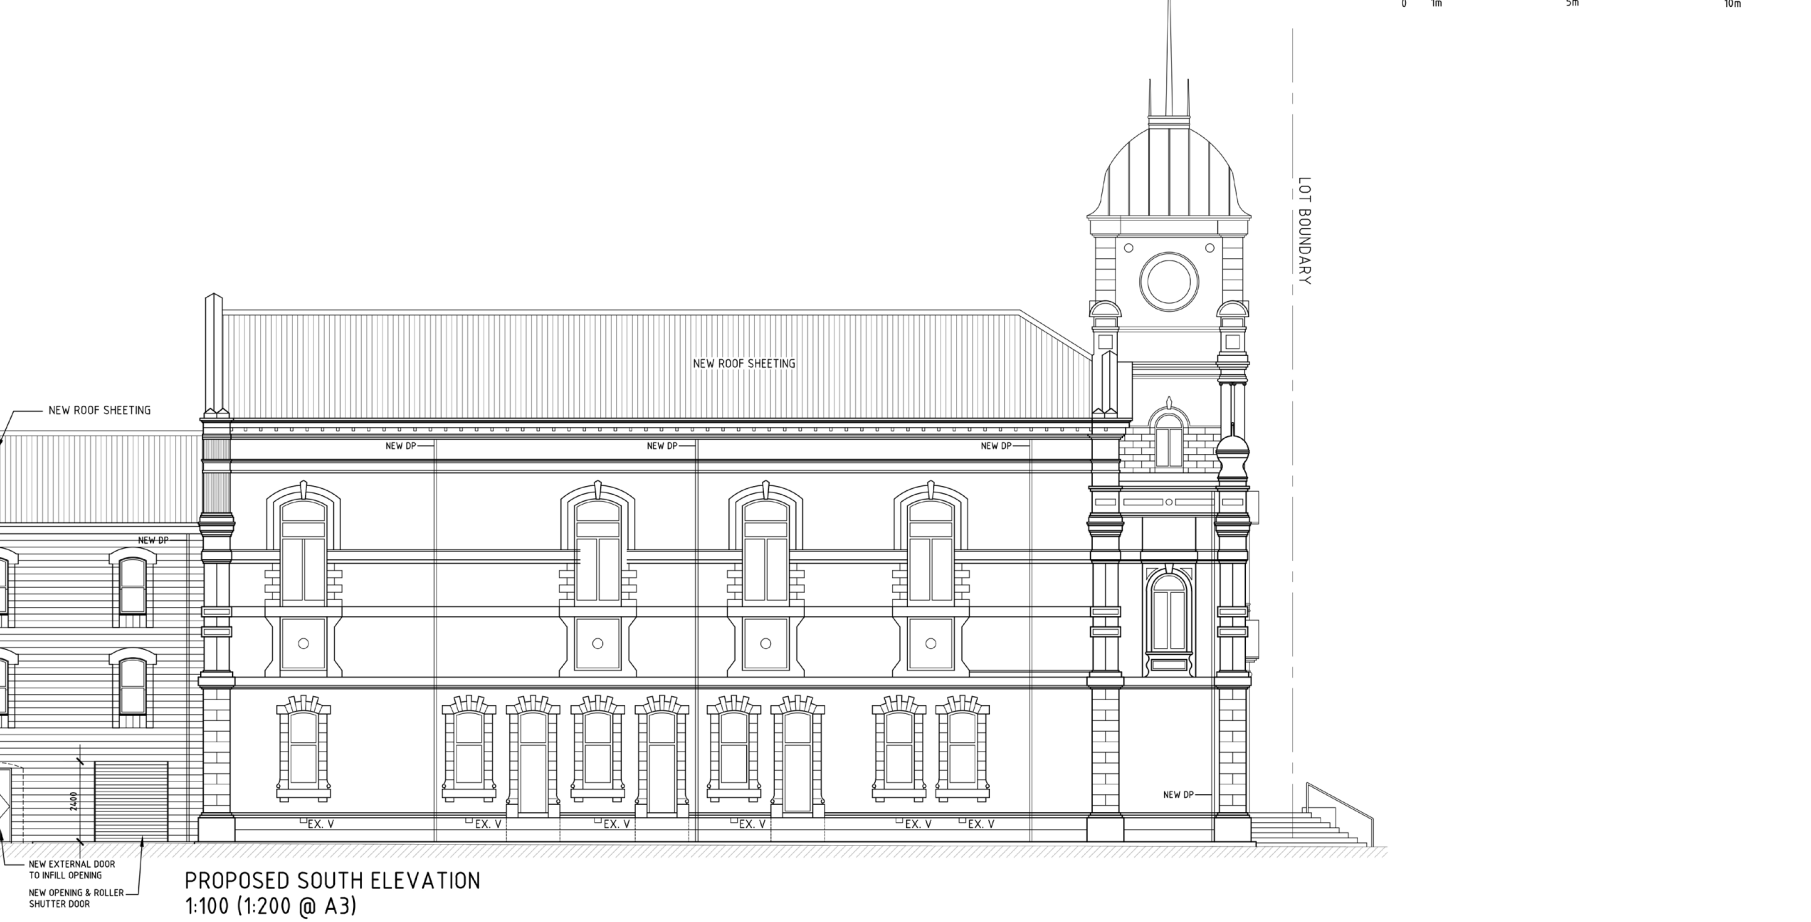 0 1m 5m 10m
LOT BOUNDARY
NEW ROOF SHEETING
NEW ROOF SHEETING
NEW DP
NEW DP
NEW DP
NEW DP
NEW DP
2400
EX. V
EX. V
EX. V
EX. V
EX. V
EX. V
NEW EXTERNAL DOOR
TO INFILL OPENING
NEW OPENING & ROLLER
SHUTTER DOOR
PROPOSED SOUTH ELEVATION
1:100 (1:200 @ A3)